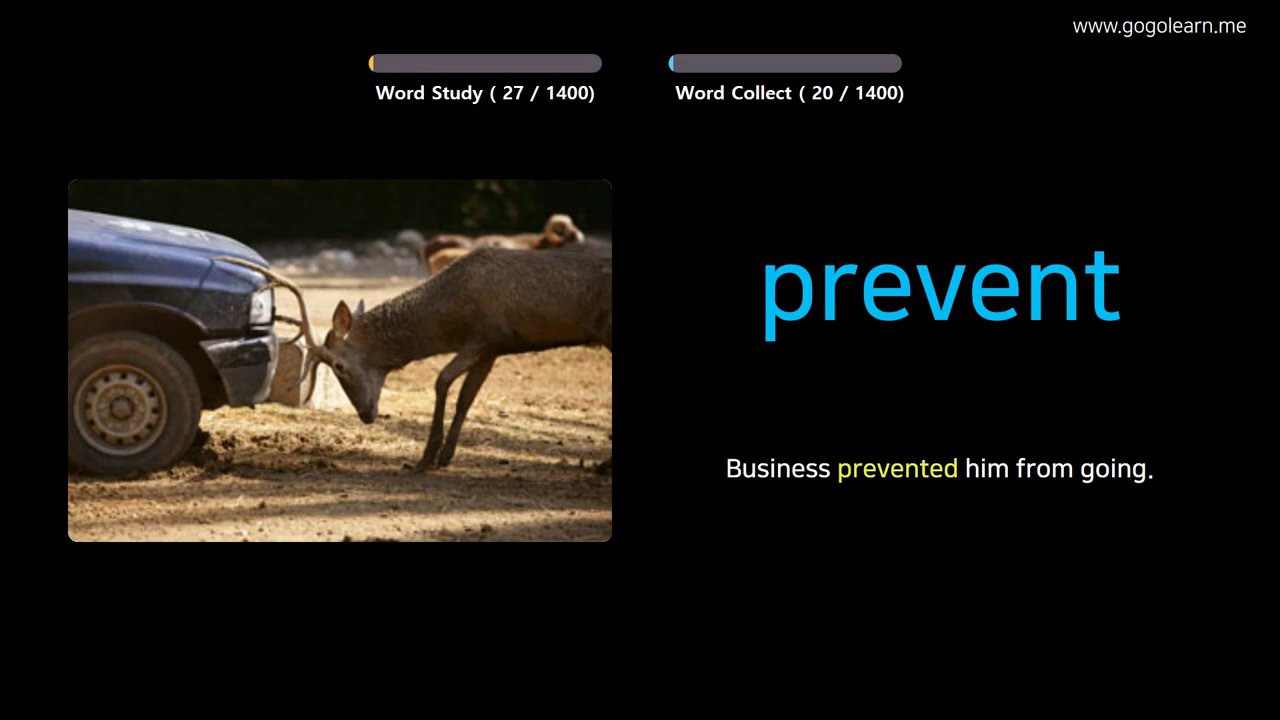 www.gogolearn.me
Word Study ( 27 / 1400)
Word Collect ( 20 / 1400)
prevent
Business prevented him from going.